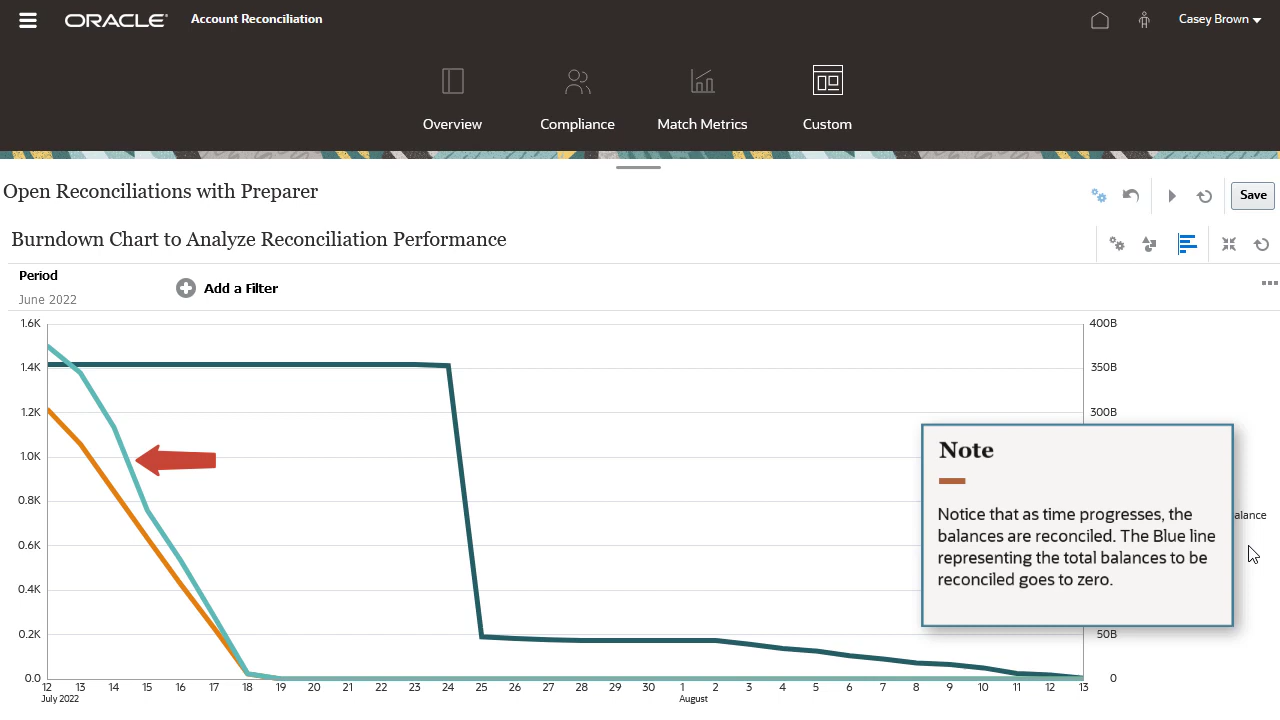 ORACLE Account Reconciliation
Casey Brown
Overview Compliance Match Metrics Custom
Open Reconciliations with Preparer
Save
Burndown Chart to Analyze Reconciliation Performance
Period
June 2022
Add a Filter
1.6K
1.4K
1.2K
1.0K
0.8K
0.6K
0.4K
0.2K
0.0
400B
350B
300B
50B
0
Note
Notice that as time progresses, the
balances are reconciled. The Blue line
representing the total balances to be
reconciled goes to zero.
alance
12 13 14 15 16 17 18 19 20 21 22 23 24 25 26 27 28 29 30 1 2 3 4 5 6 7 8 9 10 11 12 13
July 2022 August